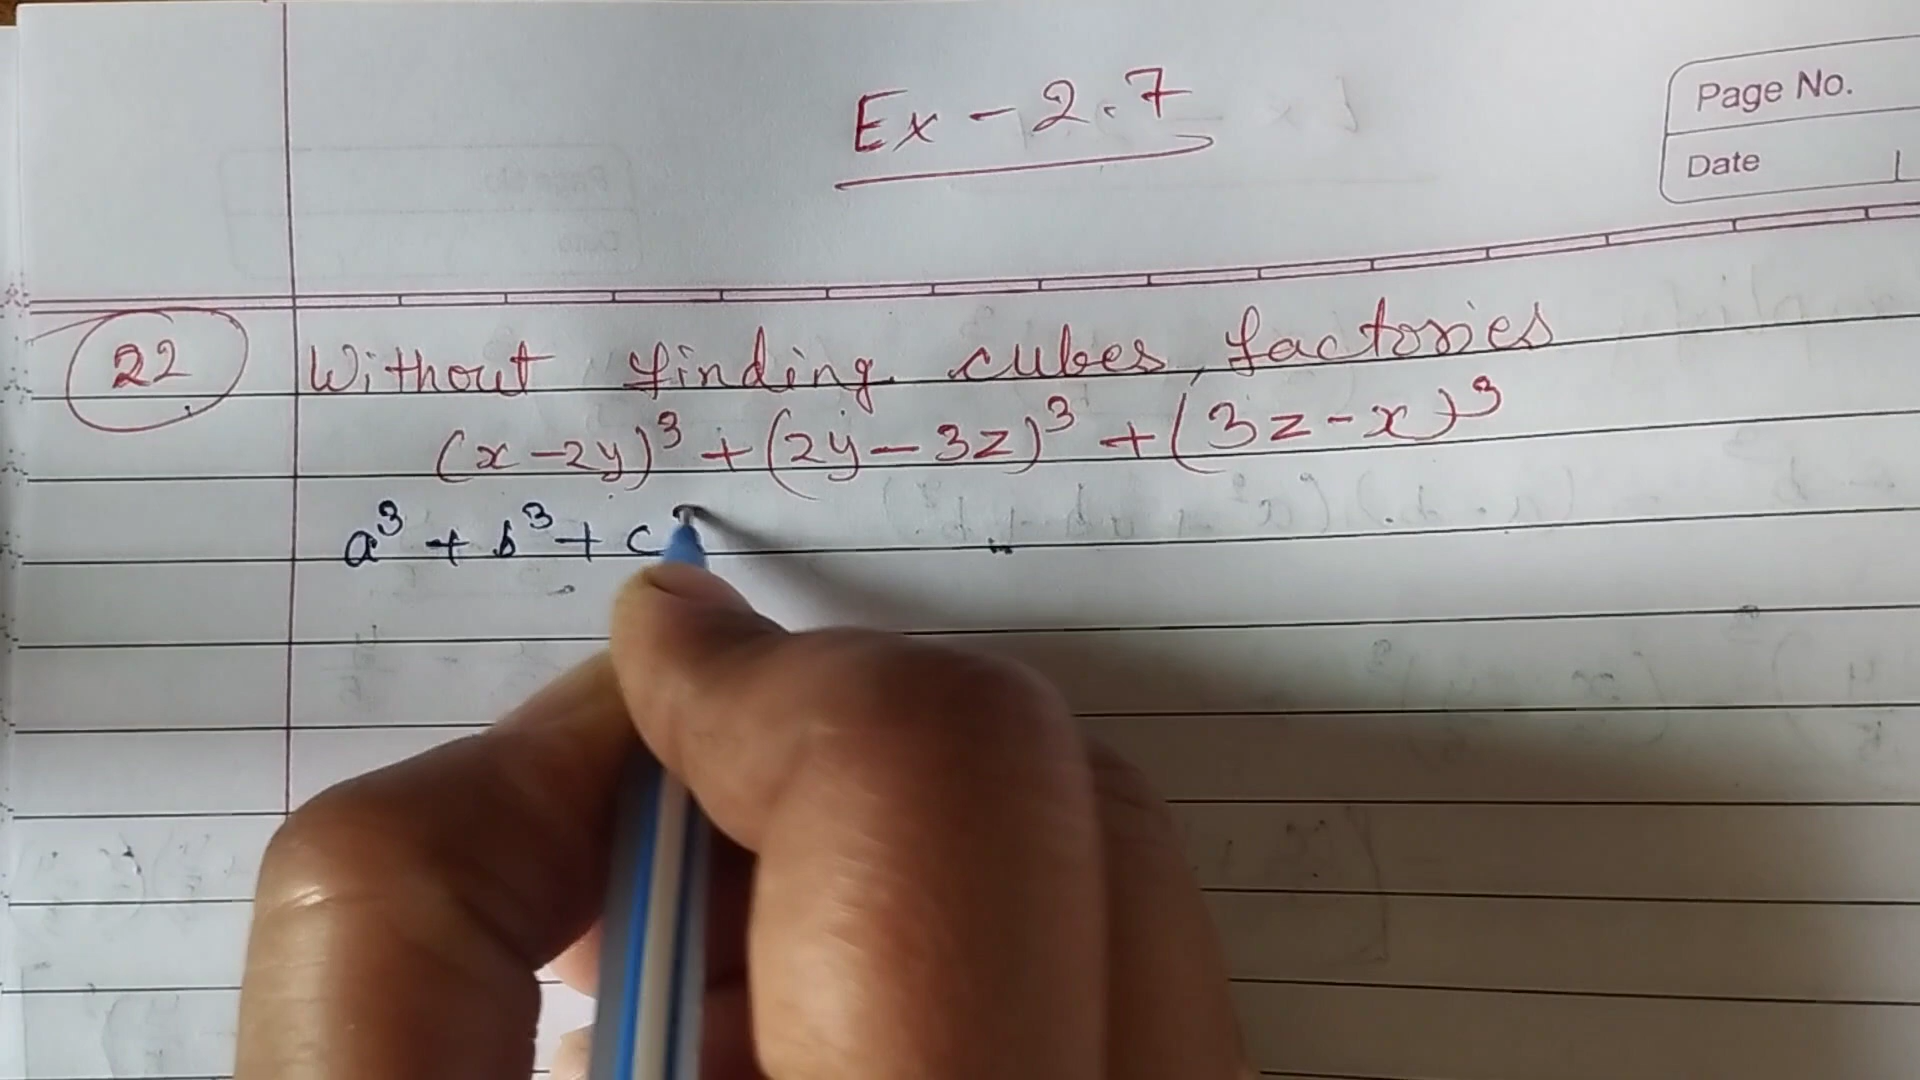 Ex - 2.7
Page No.
Date
22 Without finding cubes, factories
(x - 2y)³ + (2y - 3z)³ + (3z - x)³
a³ + b³ + c